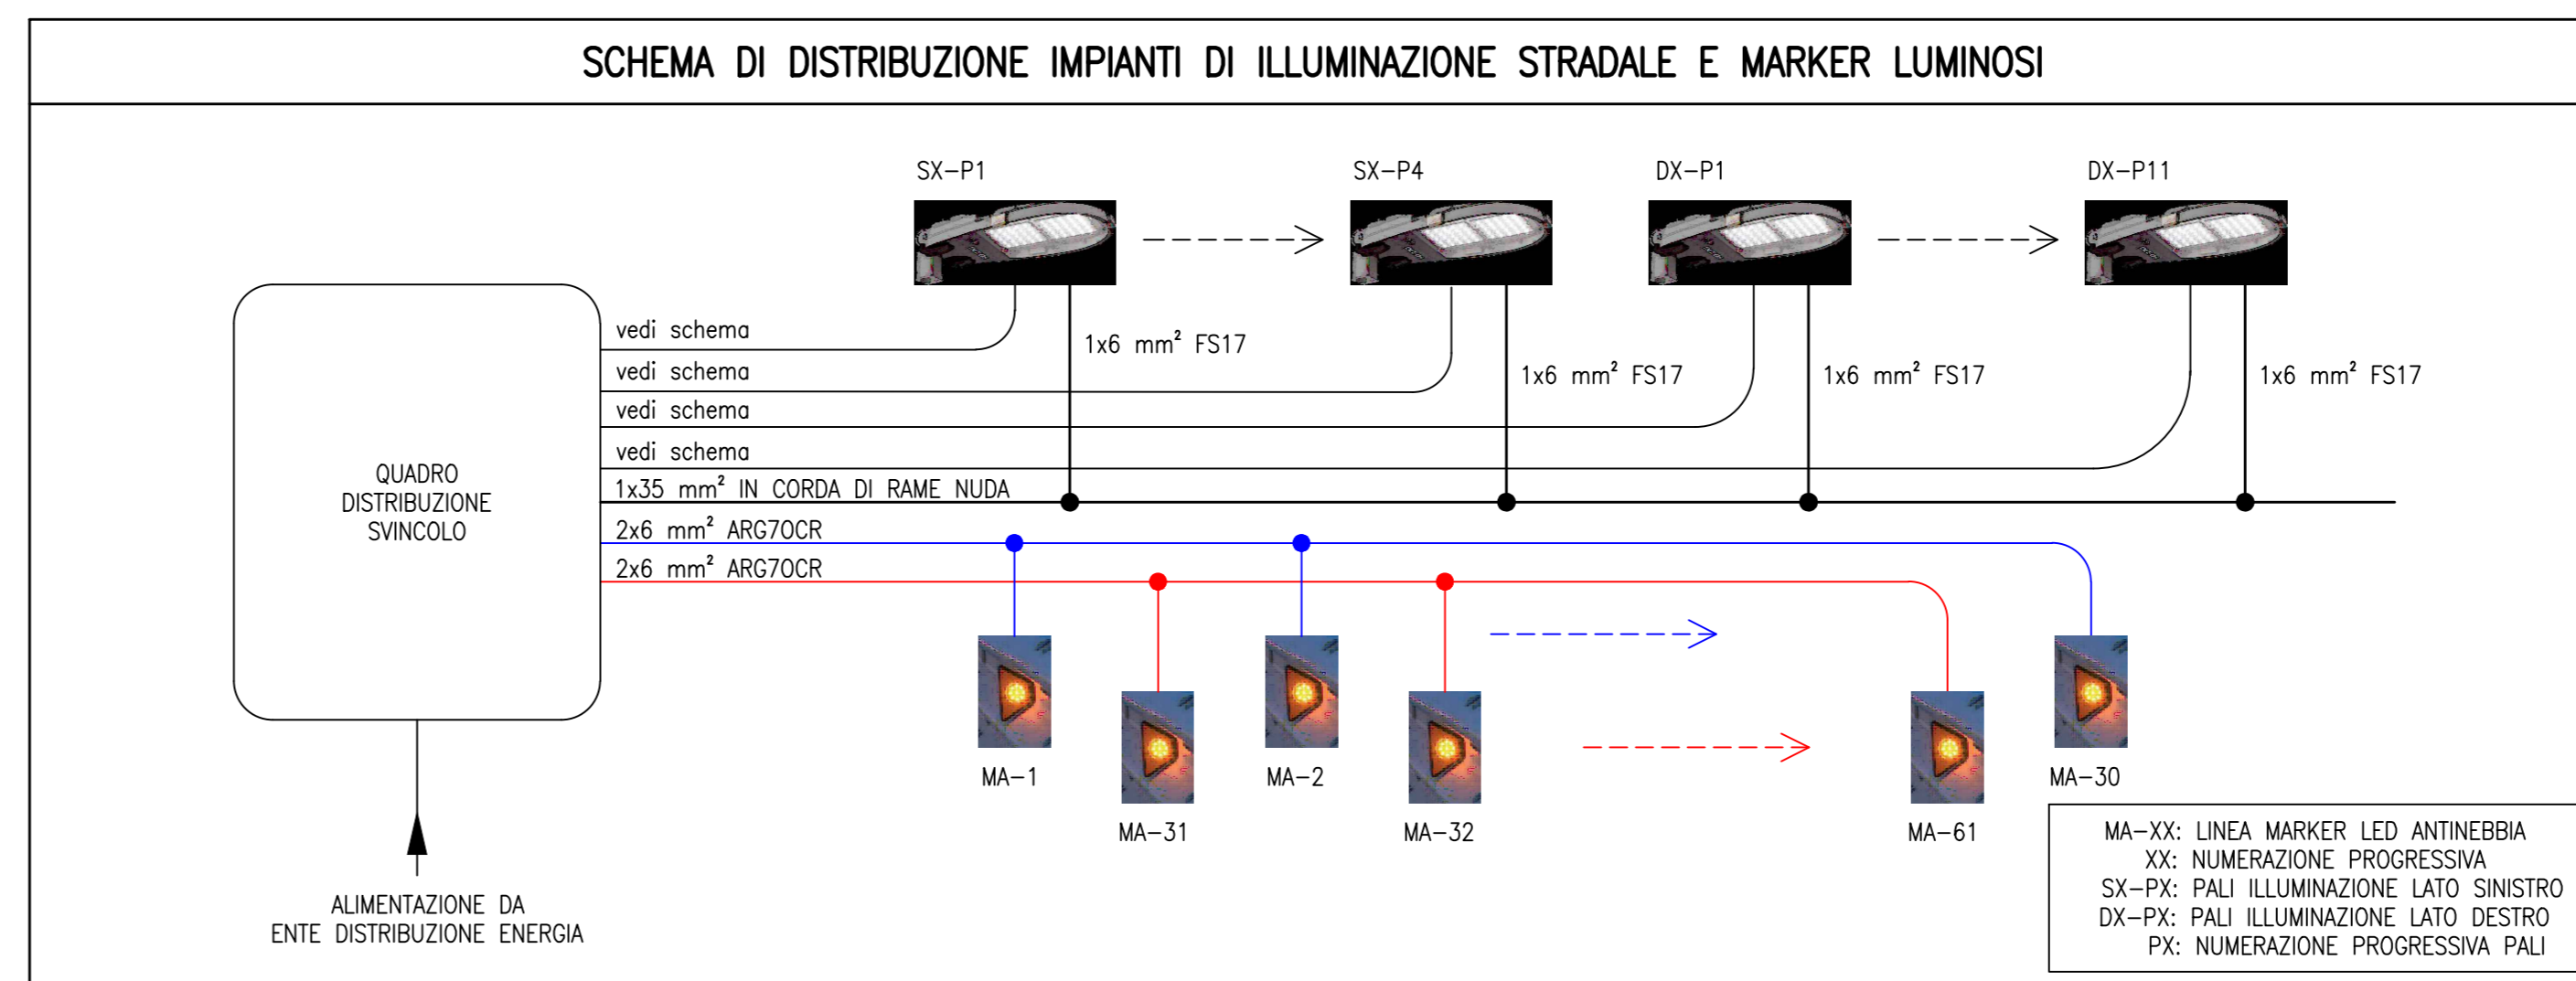 SCHEMA DI DISTRIBUZIONE IMPIANTI DI ILLUMINAZIONE STRADALE E MARKER LUMINOSI
SX-P1
SX-P4
DX-P1
DX-P11
vedi schema
1x6 mm² FS17
vedi schema
1x6 mm² FS17
1x6 mm² FS17
1x6 mm² FS17
vedi schema
vedi schema
QUADRO
DISTRIBUZIONE
SVINCOLO
1x35 mm² IN CORDA DI RAME NUDA
2x6 mm² ARG7OCR
2x6 mm² ARG7OCR
MA-1
MA-2
MA-30
MA-31
MA-32
MA-61
ALIMENTAZIONE DA
ENTE DISTRIBUZIONE ENERGIA
MA-XX: LINEA MARKER LED ANTINEBBIA
XX: NUMERAZIONE PROGRESSIVA
SX-PX: PALI ILLUMINAZIONE LATO SINISTRO
DX-PX: PALI ILLUMINAZIONE LATO DESTRO
PX: NUMERAZIONE PROGRESSIVA PALI